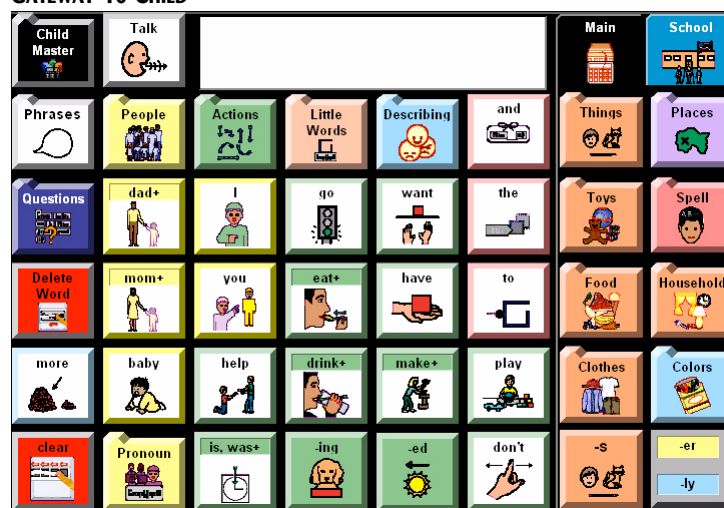 GATEWAY TO CHILD
Child
Master
Talk
Main
School
Phrases
People
Actions
Little
Words
Describing
and
Things
Places
Questions
dad+
I
go
want
the
Toys
Spell
Delete
Word
mom+
you
eat+
have
to
Food
Household
more
baby
help
drink+
make+
play
Clothes
Colors
clear
Pronoun
is, was+
-ing
-ed
don't
-s
-er
-ly